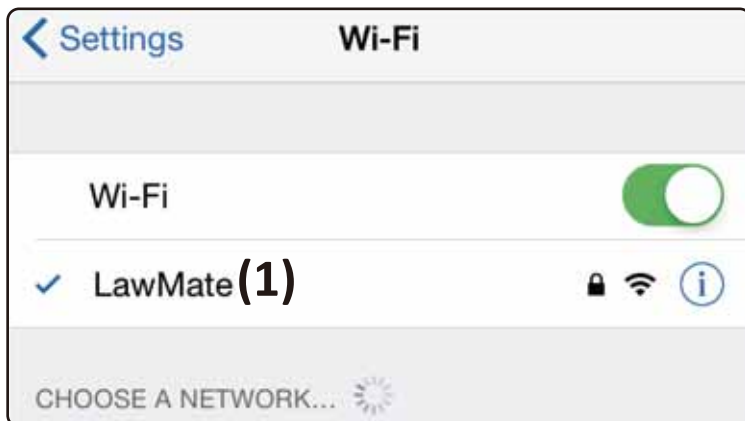 Settings
Wi-Fi
Wi-Fi
LawMate(1)
CHOOSE A NETWORK...